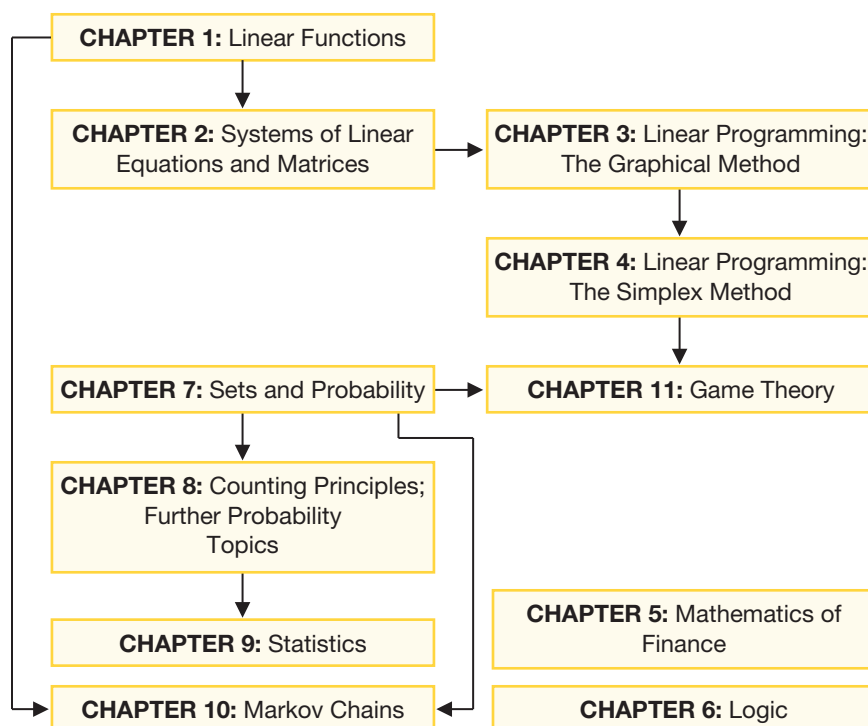 CHAPTER 1: Linear Functions
CHAPTER 2: Systems of Linear
Equations and Matrices
CHAPTER 3: Linear Programming:
The Graphical Method
CHAPTER 4: Linear Programming:
The Simplex Method
CHAPTER 7: Sets and Probability
CHAPTER 11: Game Theory
CHAPTER 8: Counting Principles;
Further Probability
Topics
CHAPTER 5: Mathematics of
Finance
CHAPTER 9: Statistics
CHAPTER 10: Markov Chains
CHAPTER 6: Logic